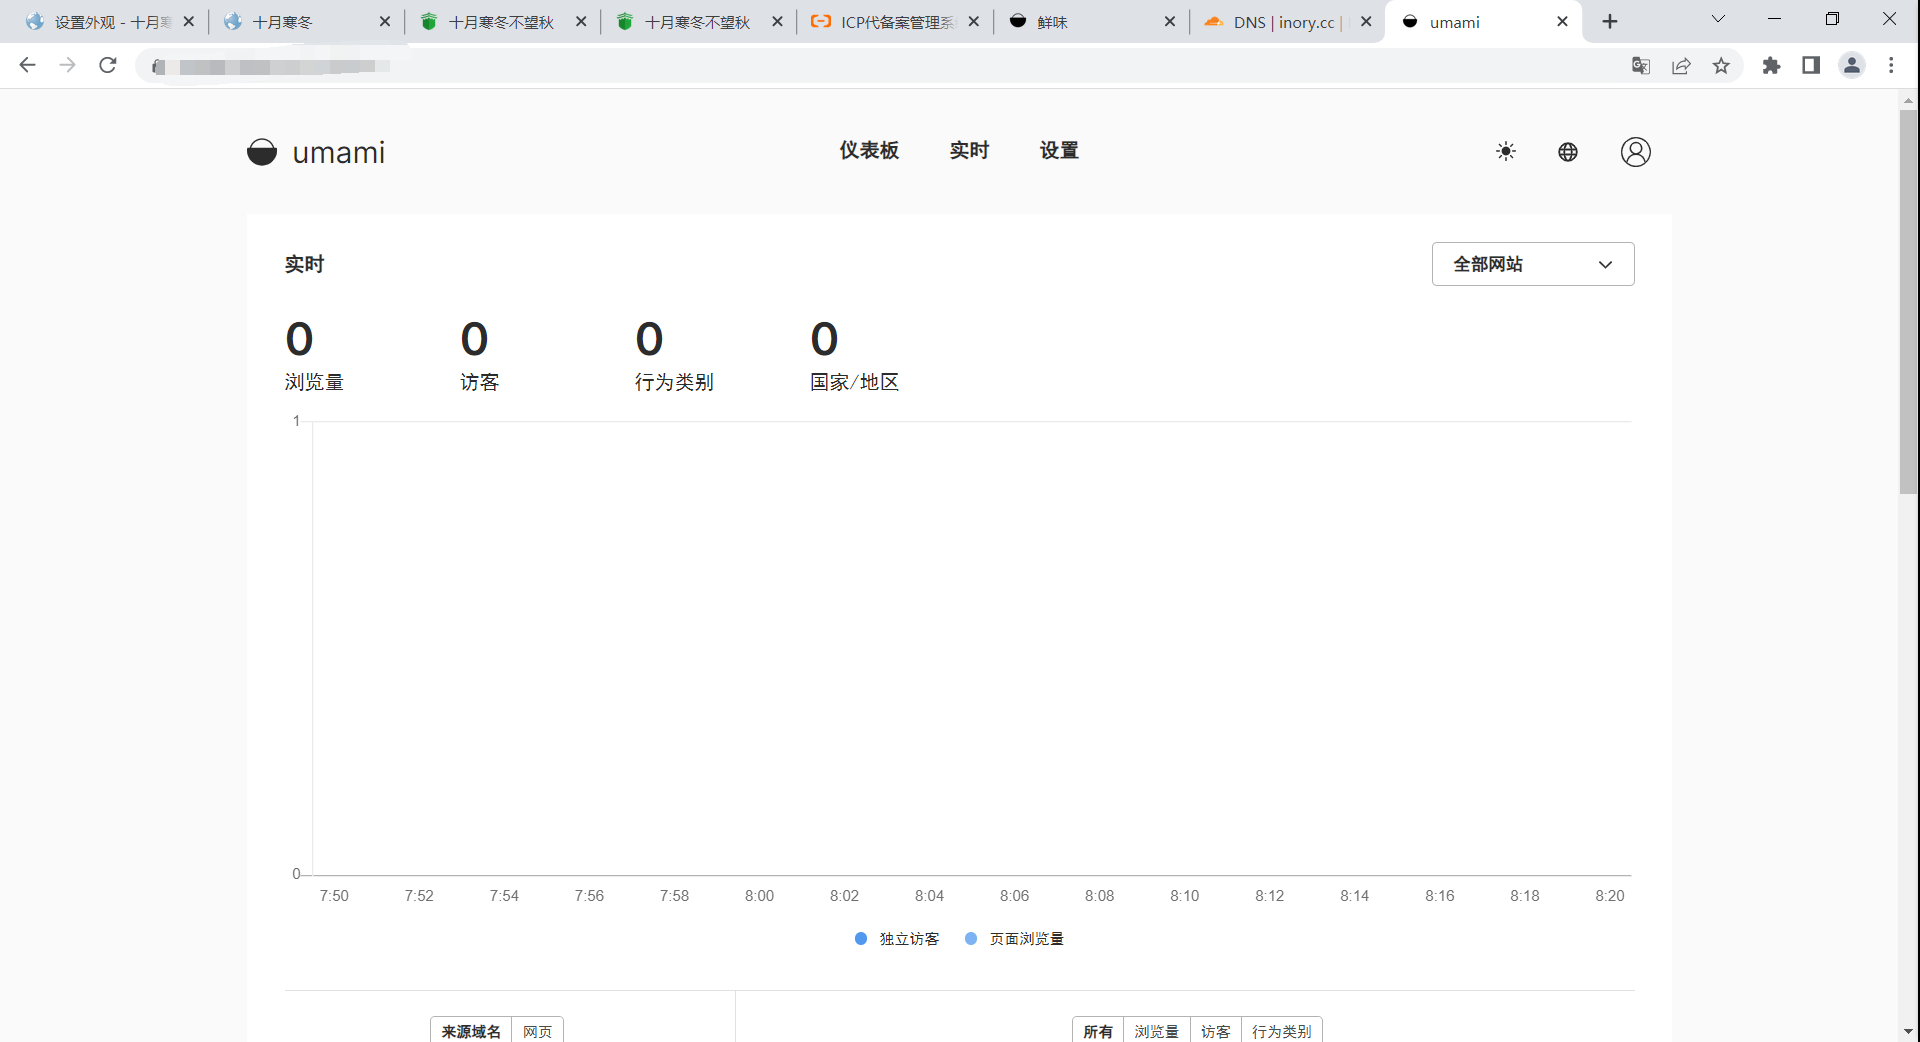 设置外观 - 十月寒
十月寒冬
十月寒冬不望秋
十月寒冬不望秋
ICP代备案管理系
鲜味
DNS | inory.cc |
umami
umami
仪表板
实时
设置
实时
全部网站
0
0
0
0
浏览量
访客
行为类别
国家/地区
1
0
7:50 7:52 7:54 7:56 7:58 8:00 8:02 8:04 8:06 8:08 8:10 8:12 8:14 8:16 8:18 8:20
独立访客 页面浏览量
来源域名 网页
所有 浏览量 访客 行为类别